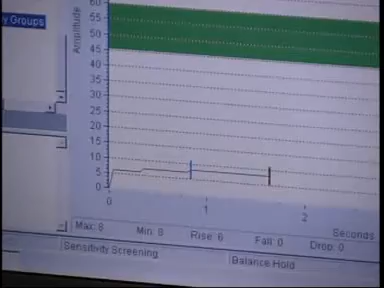 y Groups
Amplitude
60
55
50
45
40
35
30
25
20
15
10
5
0
0 1 2
Seconds
Max: 8 Min: 8 Rise: 6 Fall: 0 Drop: 0
Sensitivity Screening Balance Hold